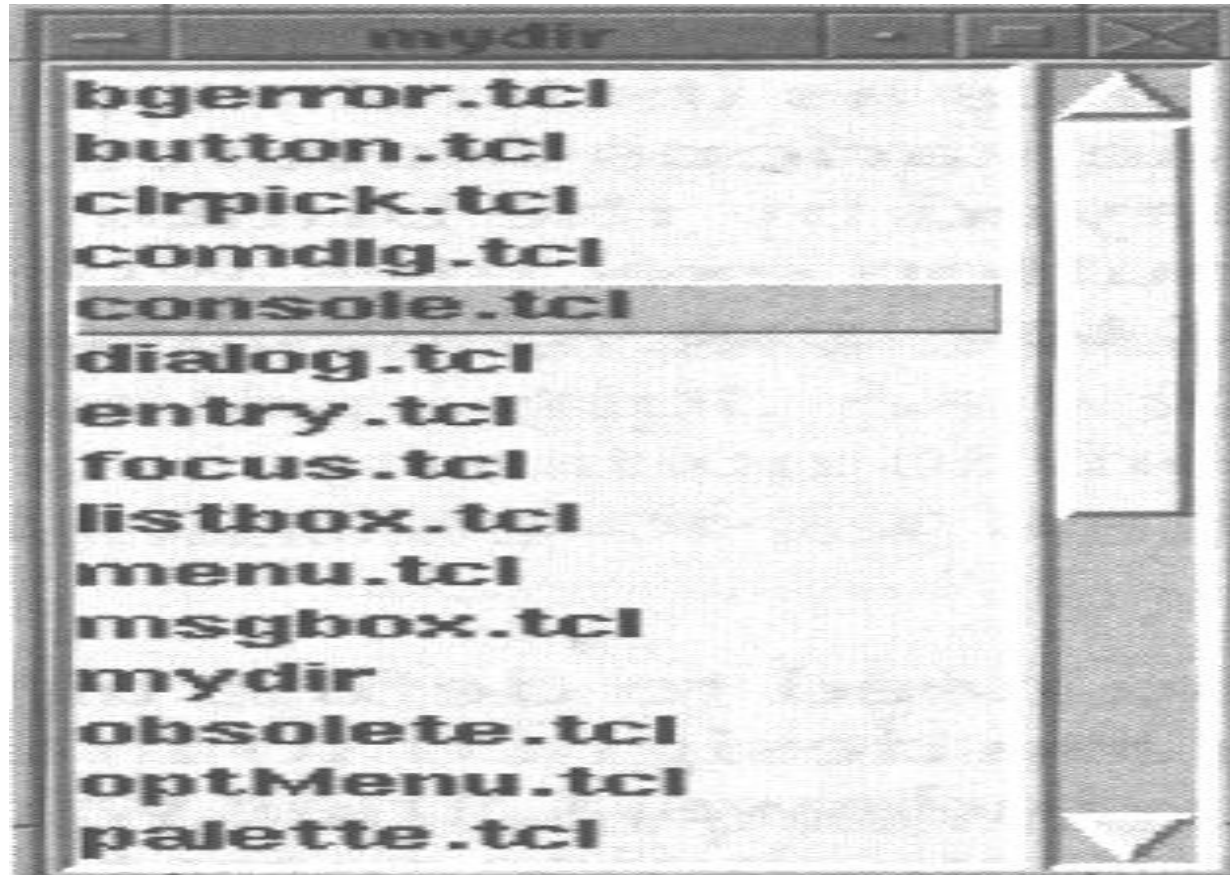 mydir
bgerror.tcl
button.tcl
clrpick.tcl
comdlg.tcl
console.tcl
dialog.tcl
entry.tcl
focus.tcl
listbox.tcl
menu.tcl
msgbox.tcl
mydir
obsolete.tcl
optMenu.tcl
palette.tcl